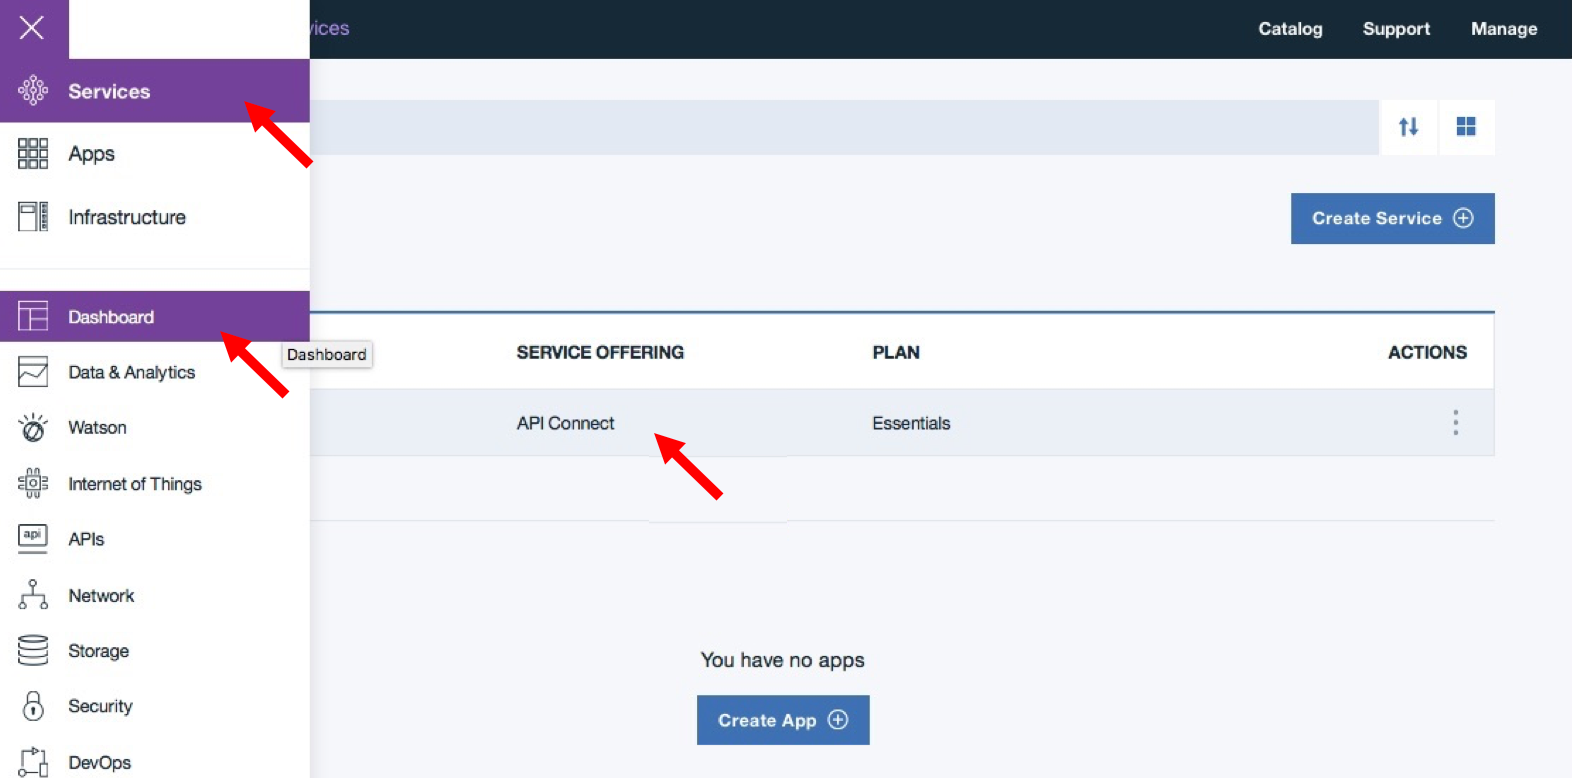 vices
Catalog Support Manage
Services
Apps
Infrastructure
Create Service
Dashboard
Dashboard
Data & Analytics
Watson
Internet of Things
APIs
api
Network
Storage
Security
DevOps
SERVICE OFFERING PLAN ACTIONS
API Connect Essentials
You have no apps
Create App